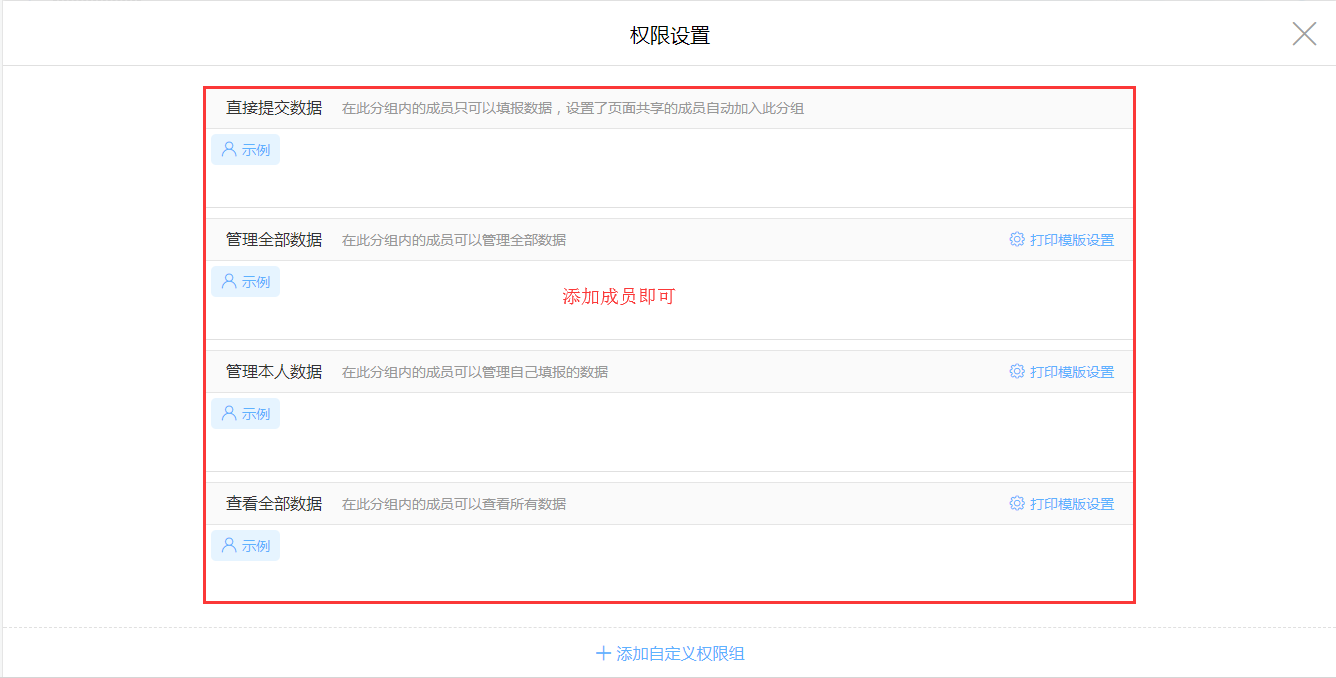 权限设置
直接提交数据 在此分组内的成员只可以填报数据，设置了页面共享的成员自动加入此分组
示例
管理全部数据 在此分组内的成员可以管理全部数据 打印模版设置
示例
添加成员即可
管理本人数据 在此分组内的成员可以管理自己填报的数据 打印模版设置
示例
查看全部数据 在此分组内的成员可以查看所有数据 打印模版设置
示例
添加自定义权限组